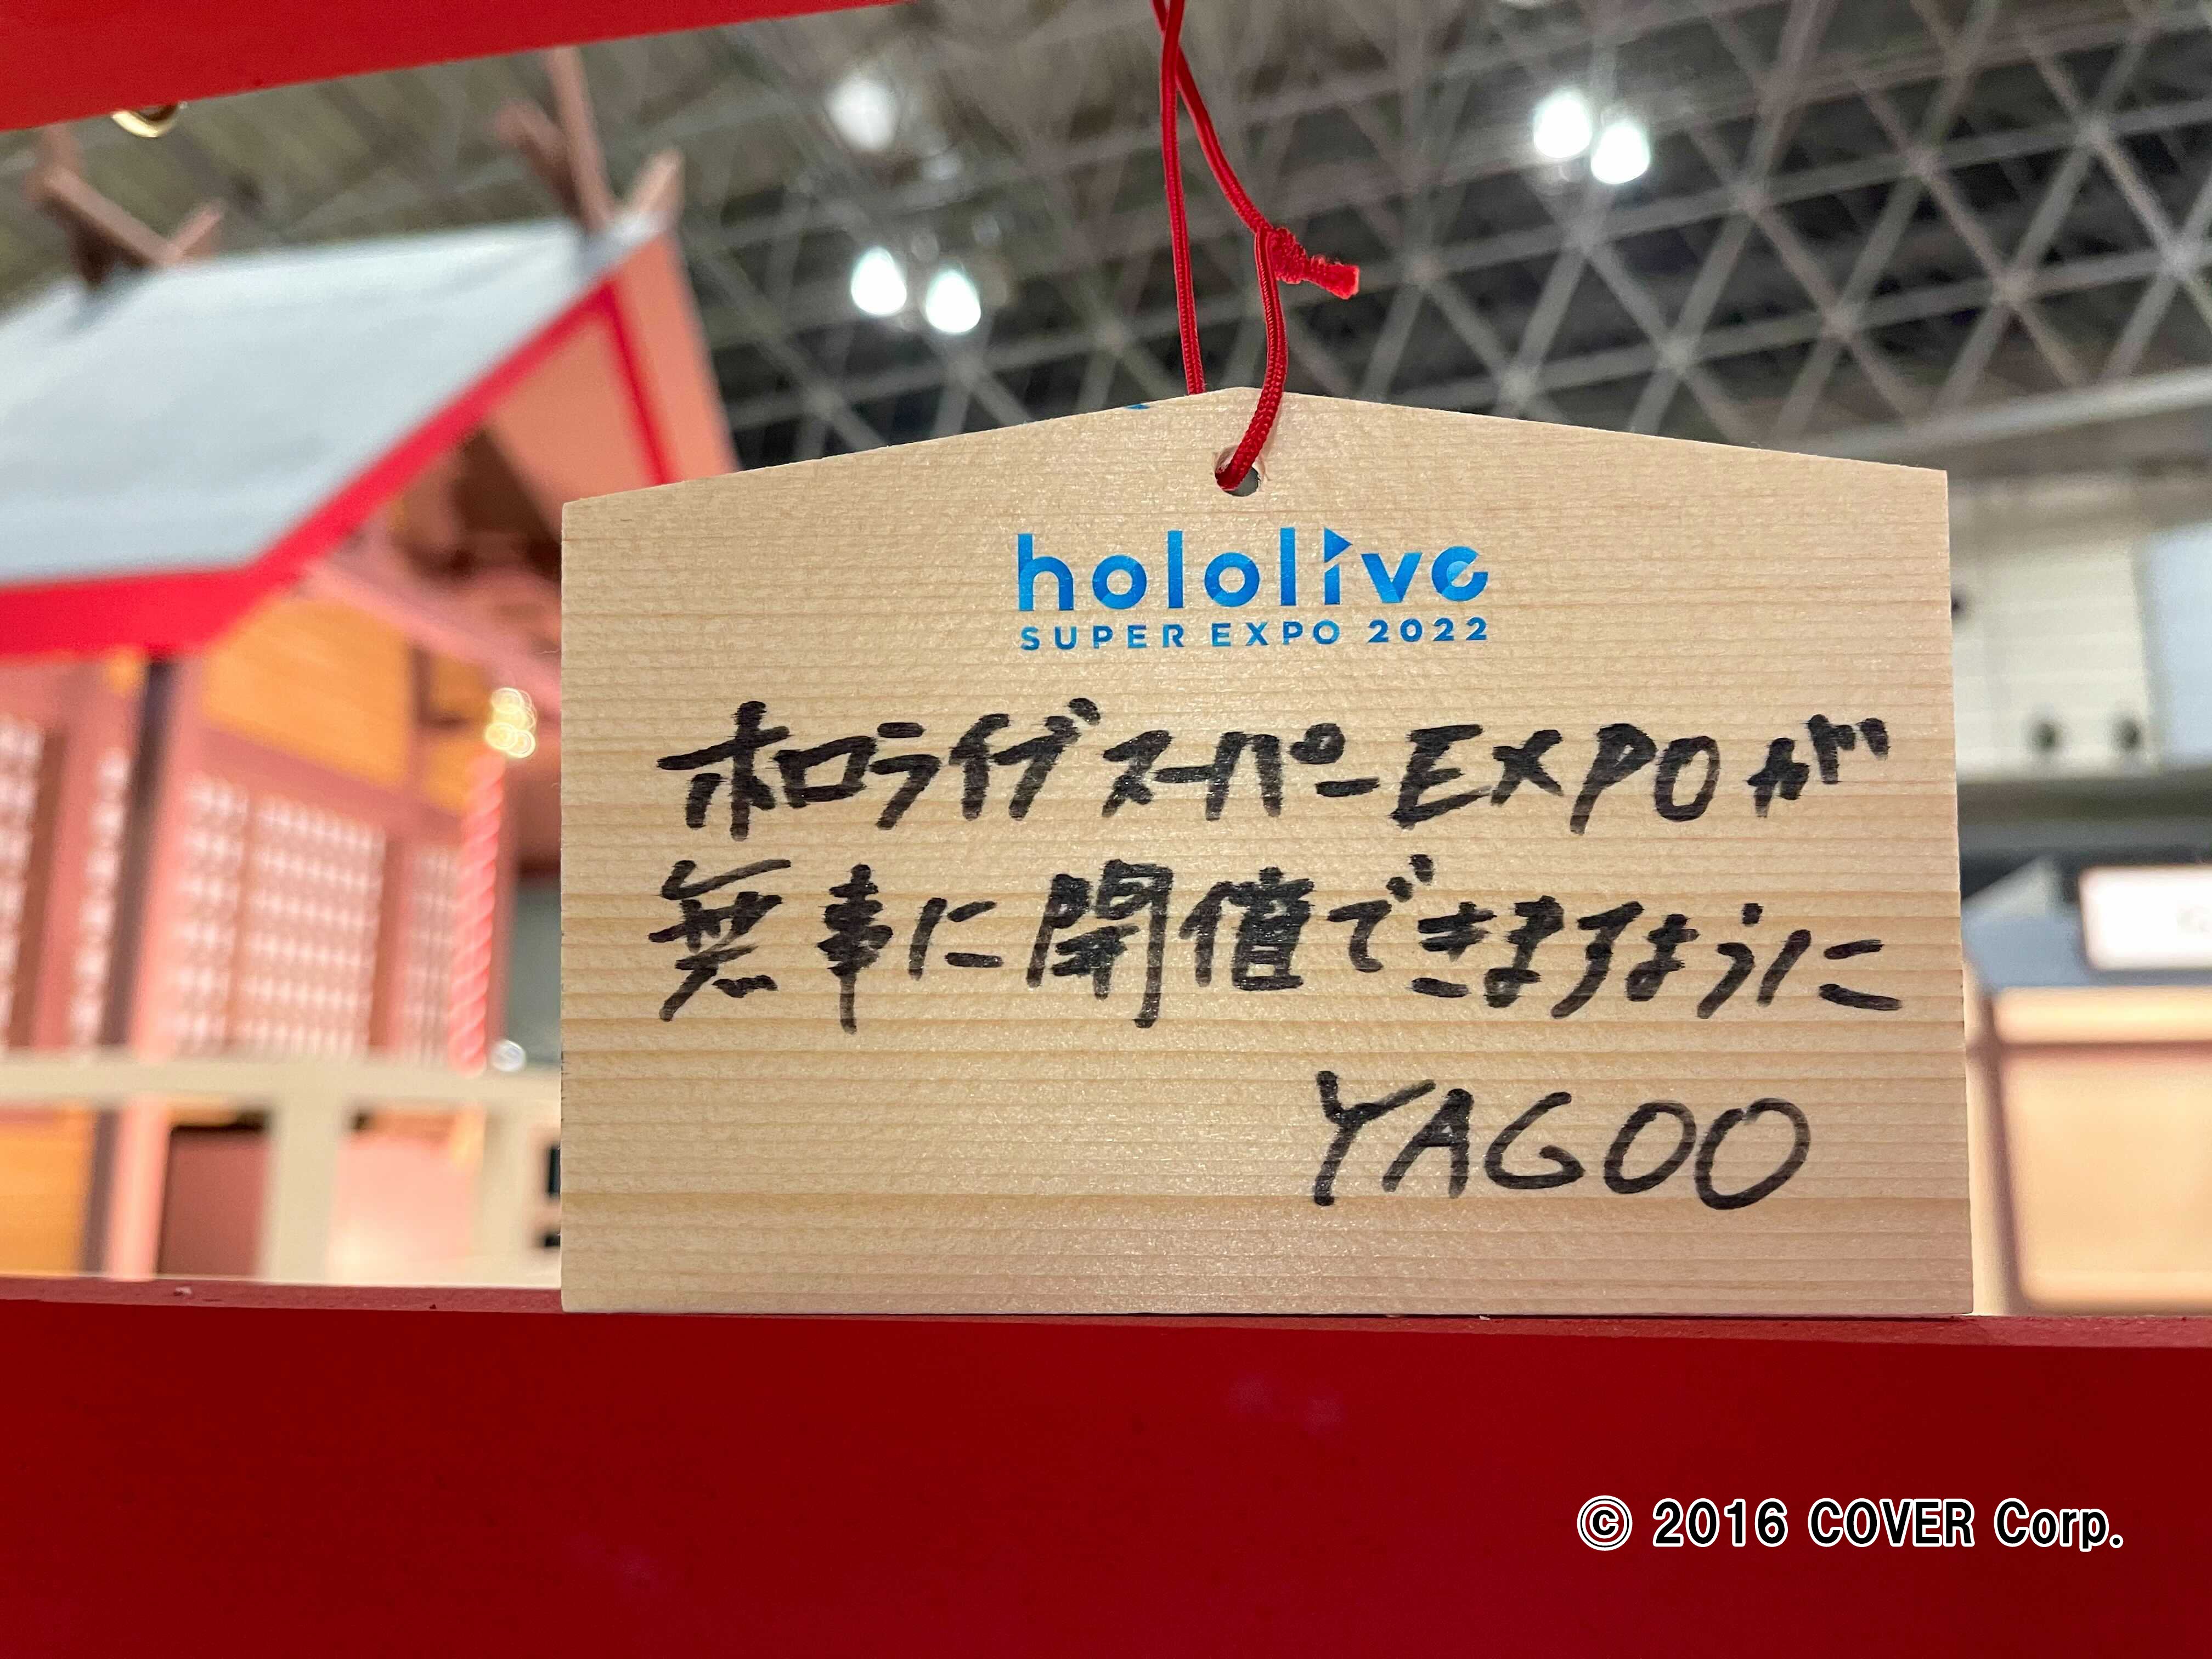 hololive
SUPER EXPO 2022
ホロライブスーパーEXPOが
無事に開催できますように
YAGOO
© 2016 COVER Corp.